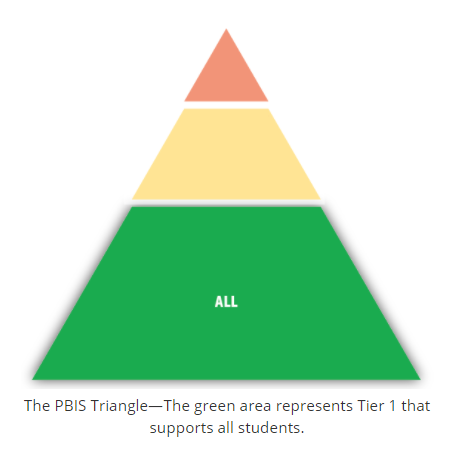 ALL
The PBIS Triangle—The green area represents Tier 1 that
supports all students.